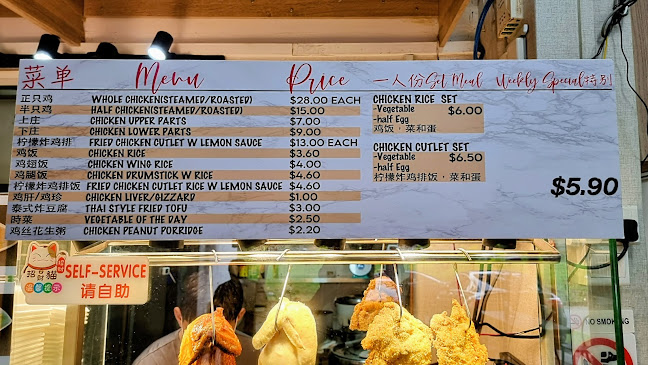 菜单 Menu Price 一人份Set Meal Weekly Special特别
正只鸡 WHOLE CHICKEN(STEAMED/ROASTED) $28.00 EACH
半只鸡 HALF CHICKEN(STEAMED/ROASTED) $15.00
上庄 CHICKEN UPPER PARTS $7.00
下庄 CHICKEN LOWER PARTS $9.00
柠檬炸鸡排 FRIED CHICKEN CUTLET W LEMON SAUCE $13.00 EACH
鸡饭 CHICKEN RICE $3.60
鸡翅饭 CHICKEN WING RICE $4.00
鸡腿饭 CHICKEN DRUMSTICK W RICE $4.60
柠檬炸鸡排饭 FRIED CHICKEN CUTLET RICE W LEMON SAUCE $4.60
鸡肝/鸡珍 CHICKEN LIVER/GIZZARD $1.00
泰式炸豆腐 THAI STYLE FRIED TOFU $3.00
時菜 VEGETABLE OF THE DAY $2.50
鸡丝花生粥 CHICKEN PEANUT PORRIDGE $2.20
CHICKEN RICE SET
-Vegetable $6.00
-half Egg
鸡饭，菜和蛋
CHICKEN CUTLET SET
-Vegetable $6.50
-half Egg
柠檬炸鸡排饭，菜和蛋
$5.90
SELF-SERVICE
请自助
NO SMOKING